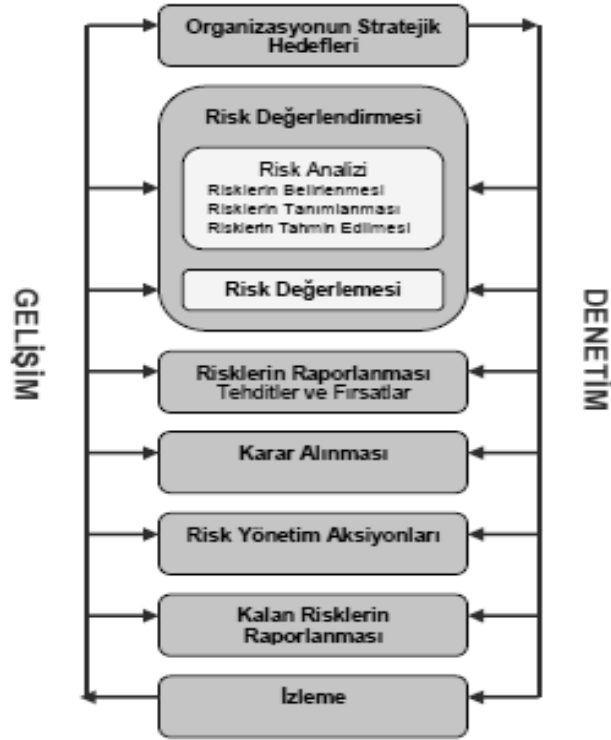 Organizasyonun Stratejik
Hedefleri
Risk Değerlendirmesi
Risk Analizi
Risklerin Belirlenmesi
Risklerin Tanımlanması
Risklerin Tahmin Edilmesi
Risk Değerlemesi
Risklerin Raporlanması
Tehditler ve Fırsatlar
Karar Alınması
Risk Yönetim Aksiyonları
Kalan Risklerin
Raporlanması
İzleme
GELİŞİM
DENETİM